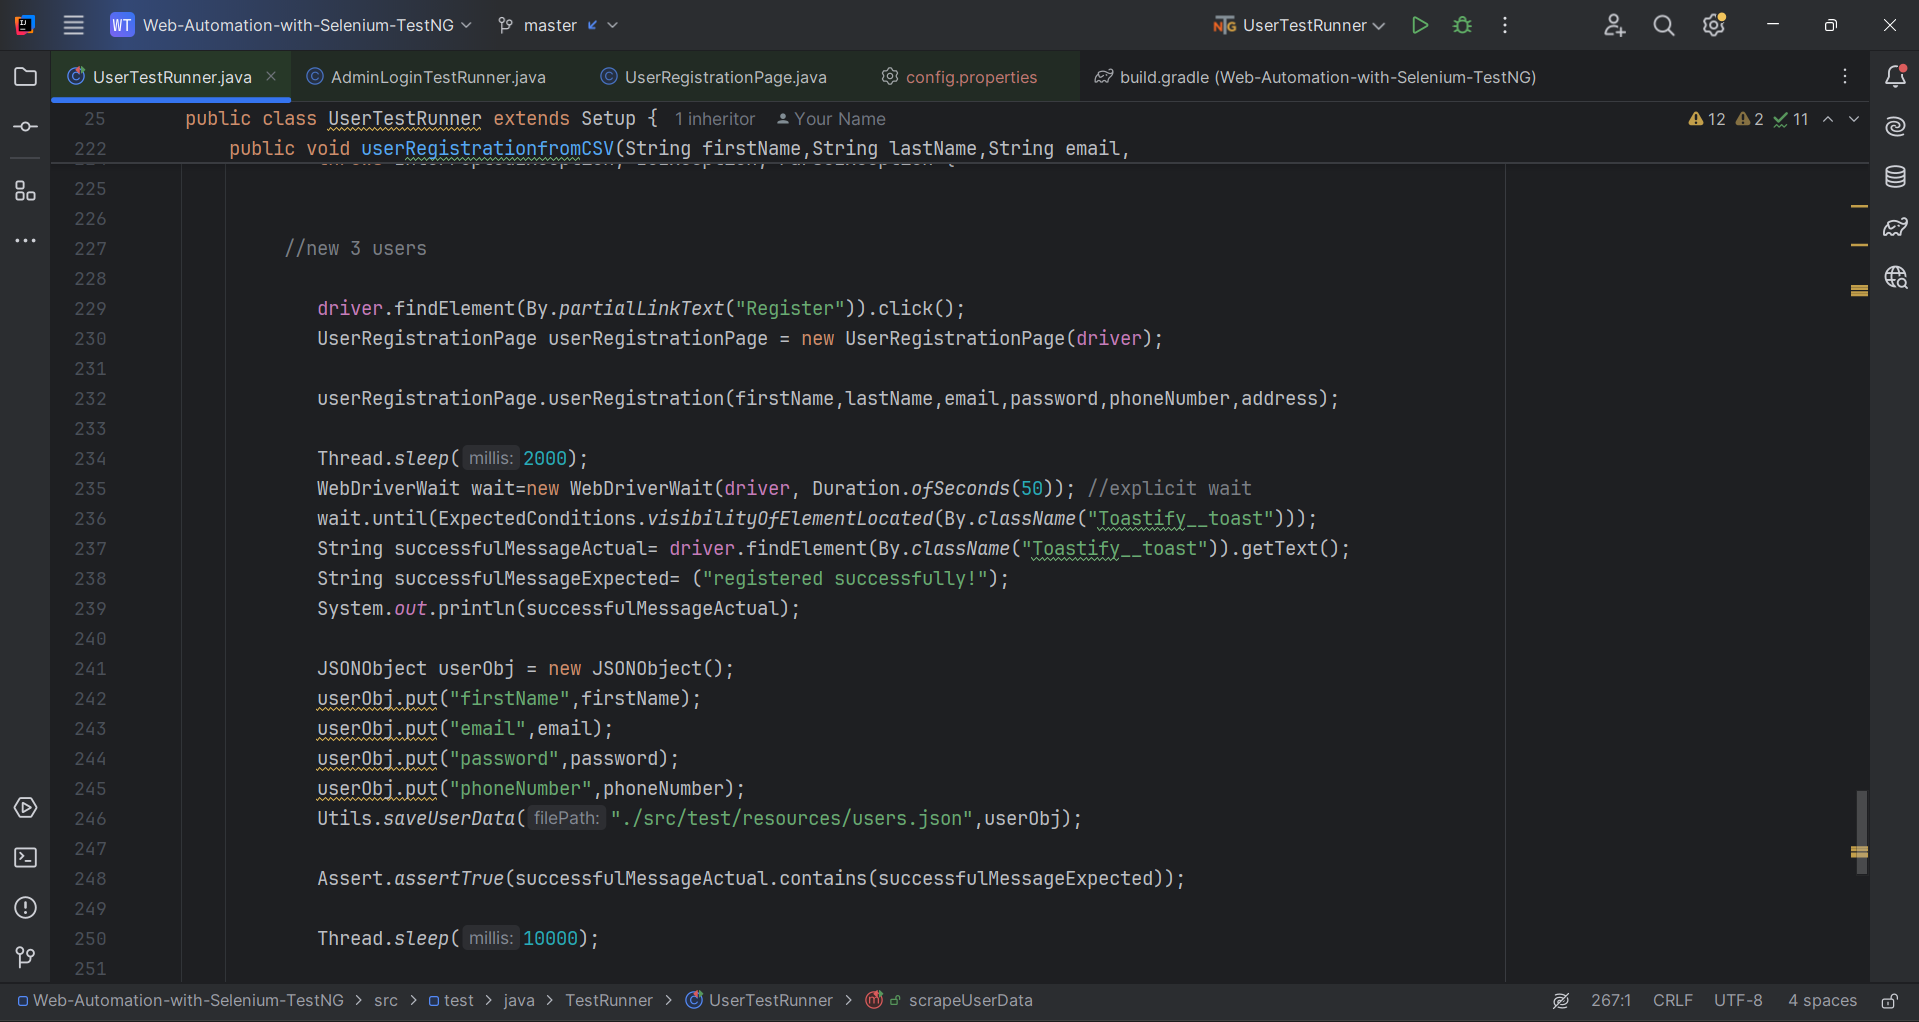 WT Web-Automation-with-Selenium-TestNG master UserTestRunner
UserTestRunner.java AdminLoginTestRunner.java UserRegistrationPage.java config.properties build.gradle (Web-Automation-with-Selenium-TestNG)
25 public class UserTestRunner extends Setup { 1 inheritor Your Name 12 2 11
222 public void userRegistrationfromCSV(String firstName,String lastName,String email,
225
226
227 //new 3 users
228
229 driver.findElement(By.partialLinkText("Register")).click();
230 UserRegistrationPage userRegistrationPage = new UserRegistrationPage(driver);
231
232 userRegistrationPage.userRegistration(firstName,lastName,email,password,phoneNumber,address);
233
234 Thread.sleep( millis: 2000);
235 WebDriverWait wait=new WebDriverWait(driver, Duration.ofSeconds(50)); //explicit wait
236 wait.until(ExpectedConditions.visibilityOfElementLocated(By.className("Toastify__toast")));
237 String successfulMessageActual= driver.findElement(By.className("Toastify__toast")).getText();
238 String successfulMessageExpected= ("registered successfully!");
239 System.out.println(successfulMessageActual);
240
241 JSONObject userObj = new JSONObject();
242 userObj.put("firstName",firstName);
243 userObj.put("email",email);
244 userObj.put("password",password);
245 userObj.put("phoneNumber",phoneNumber);
246 Utils.saveUserData( filePath: "./src/test/resources/users.json",userObj);
247
248 Assert.assertTrue(successfulMessageActual.contains(successfulMessageExpected));
249
250 Thread.sleep( millis: 10000);
251
Web-Automation-with-Selenium-TestNG > src > test > java > TestRunner > UserTestRunner > scrapeUserData 267:1 CRLF UTF-8 4 spaces